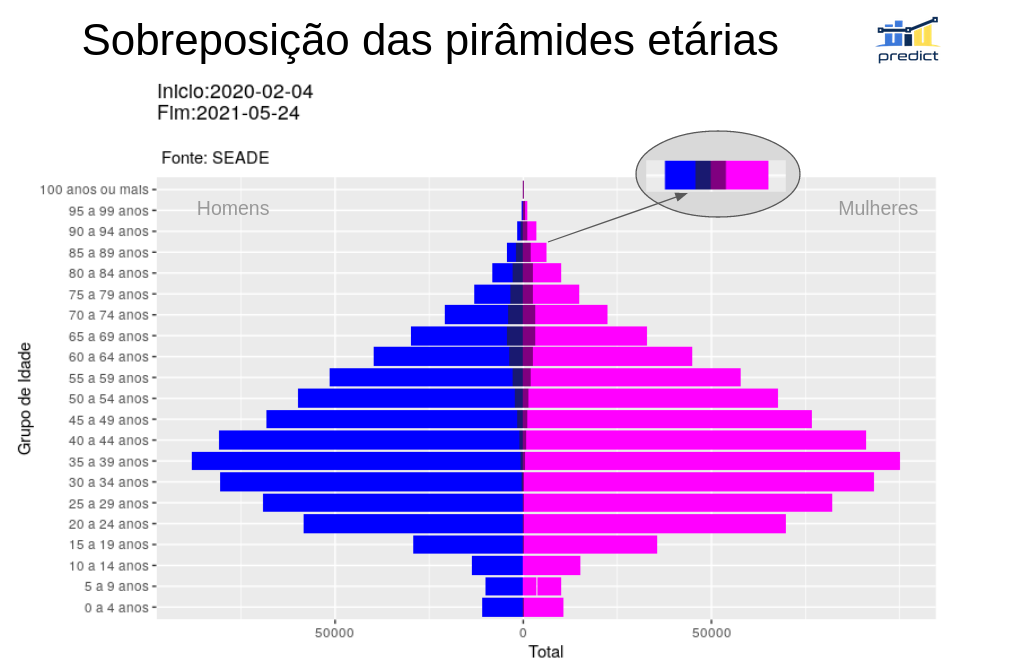 Sobreposição das pirâmides etárias
predict
Inicio:2020-02-04
Fim:2021-05-24
Fonte: SEADE
Homens
Mulheres
100 anos ou mais
95 a 99 anos
90 a 94 anos
85 a 89 anos
80 a 84 anos
75 a 79 anos
70 a 74 anos
65 a 69 anos
60 a 64 anos
55 a 59 anos
50 a 54 anos
45 a 49 anos
40 a 44 anos
35 a 39 anos
30 a 34 anos
25 a 29 anos
20 a 24 anos
15 a 19 anos
10 a 14 anos
5 a 9 anos
0 a 4 anos
Grupo de Idade
50000 0 50000
Total